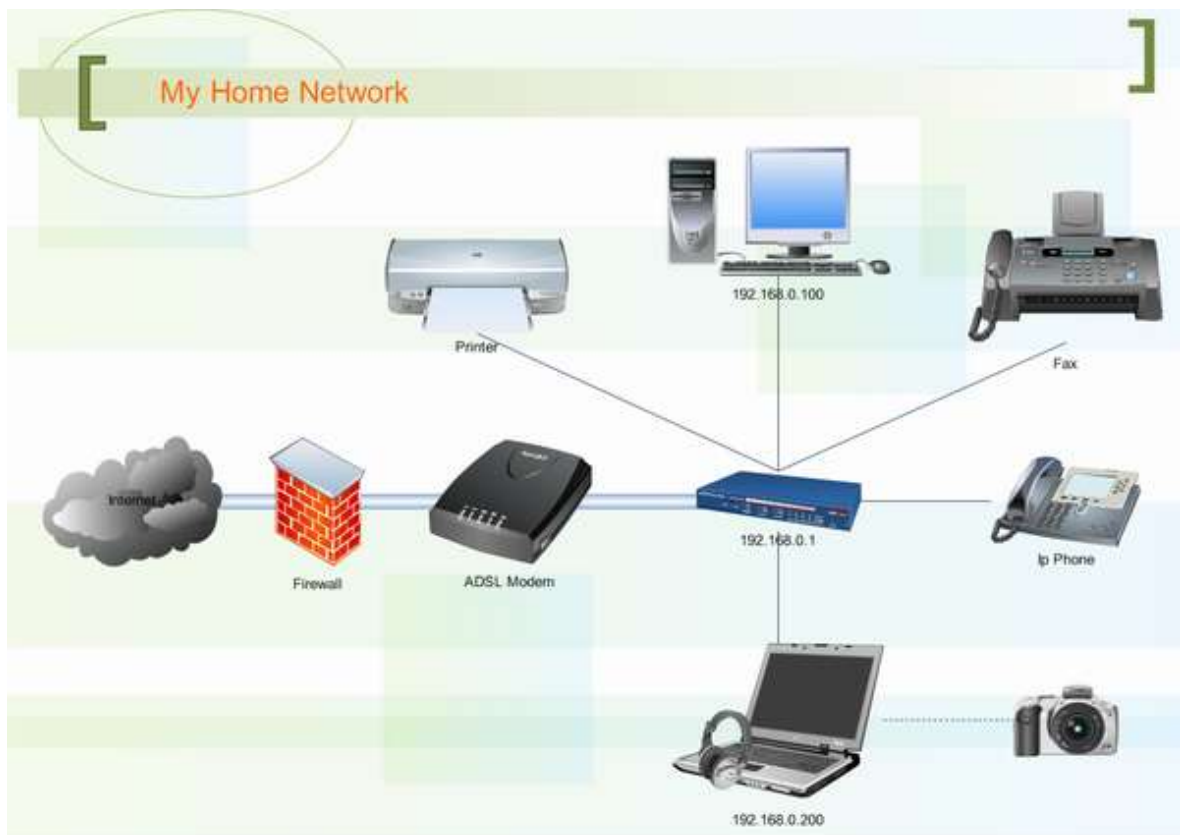 My Home Network
192.168.0.100
Printer
Fax
Internet
192.168.0.1
Ip Phone
Firewall
ADSL Modem
192.168.0.200